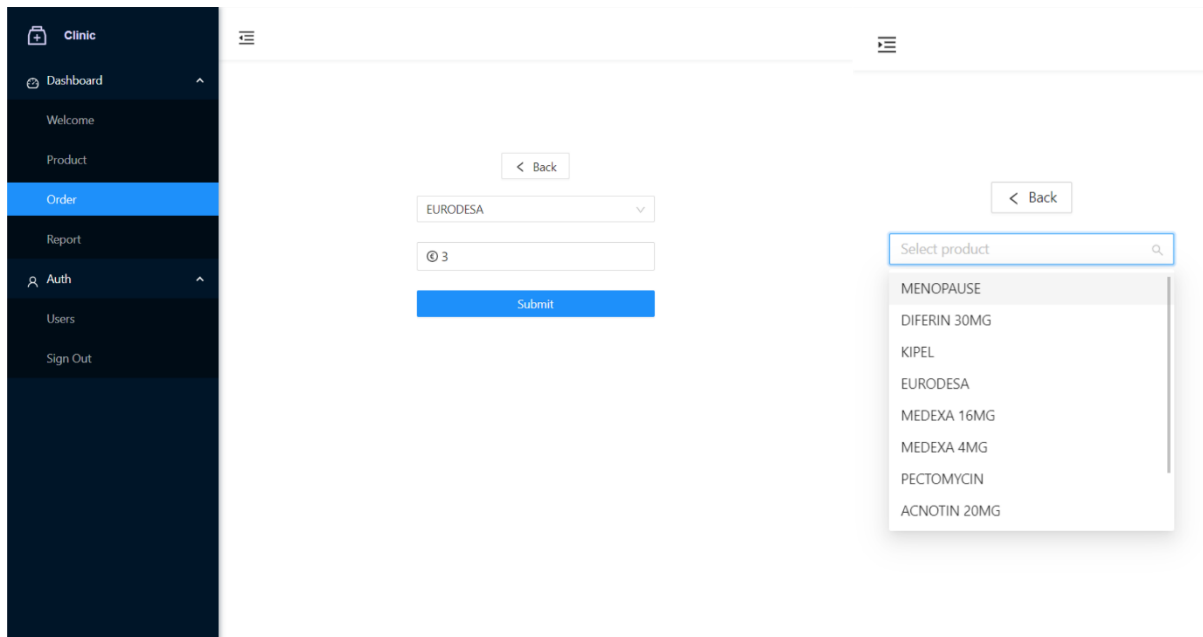 Clinic
Dashboard
Welcome
Product
Order
Report
Auth
Users
Sign Out
Back
EURODESA
3
Submit
Back
Select product
MENOPAUSE
DIFERIN 30MG
KIPEL
EURODESA
MEDEXA 16MG
MEDEXA 4MG
PECTOMYCIN
ACNOTIN 20MG